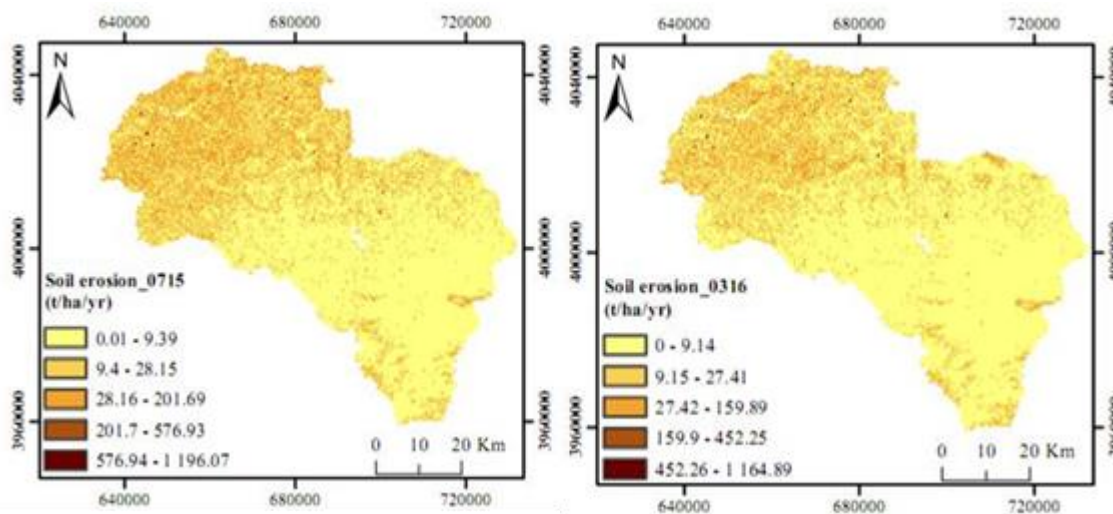 640000 680000 720000
N
4040000
4000000
3960000
Soil erosion_0715
(t/ha/yr)
0.01 - 9.39
9.4 - 28.15
28.16 - 201.69
201.7 - 576.93
576.94 - 1 196.07
0 10 20 Km
640000 680000 720000
640000 680000 720000
N
4040000
4000000
3960000
Soil erosion_0316
(t/ha/yr)
0 - 9.14
9.15 - 27.41
27.42 - 159.89
159.9 - 452.25
452.26 - 1 164.89
0 10 20 Km
640000 680000 720000